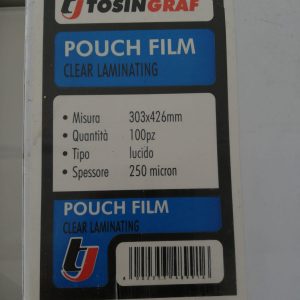 TOSINGRAF
POUCH FILM
CLEAR LAMINATING
• Misura 303x426mm
• Quantità 100pz
• Tipo lucido
• Spessore 250 micron
POUCH FILM
CLEAR LAMINATING